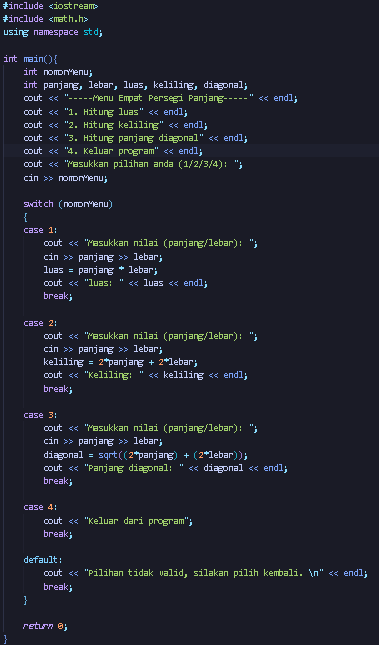 #include <iostream>
#include <math.h>
using namespace std;
int main(){
int nomorMenu;
int panjang, lebar, luas, keliling, diagonal;
cout << "-----Menu Empat Persegi Panjang-----" << endl;
cout << "1. Hitung luas" << endl;
cout << "2. Hitung keliling" << endl;
cout << "3. Hitung panjang diagonal" << endl;
cout << "4. Keluar program" << endl;
cout << "Masukkan pilihan anda (1/2/3/4): ";
cin >> nomorMenu;
switch (nomorMenu)
{
case 1:
cout << "Masukkan nilai (panjang/lebar): ";
cin >> panjang >> lebar;
luas = panjang * lebar;
cout << "luas: " << luas << endl;
break;
case 2:
cout << "Masukkan nilai (panjang/lebar): ";
cin >> panjang >> lebar;
keliling = 2*panjang + 2*lebar;
cout << "Keliling: " << keliling << endl;
break;
case 3:
cout << "Masukkan nilai (panjang/lebar): ";
cin >> panjang >> lebar;
diagonal = sqrt((2*panjang) + (2*lebar));
cout << "Panjang diagonal: " << diagonal << endl;
break;
case 4:
cout << "Keluar dari program";
break;
default:
cout << "Pilihan tidak valid, silakan pilih kembali. \n" << endl;
break;
}
return 0;
}